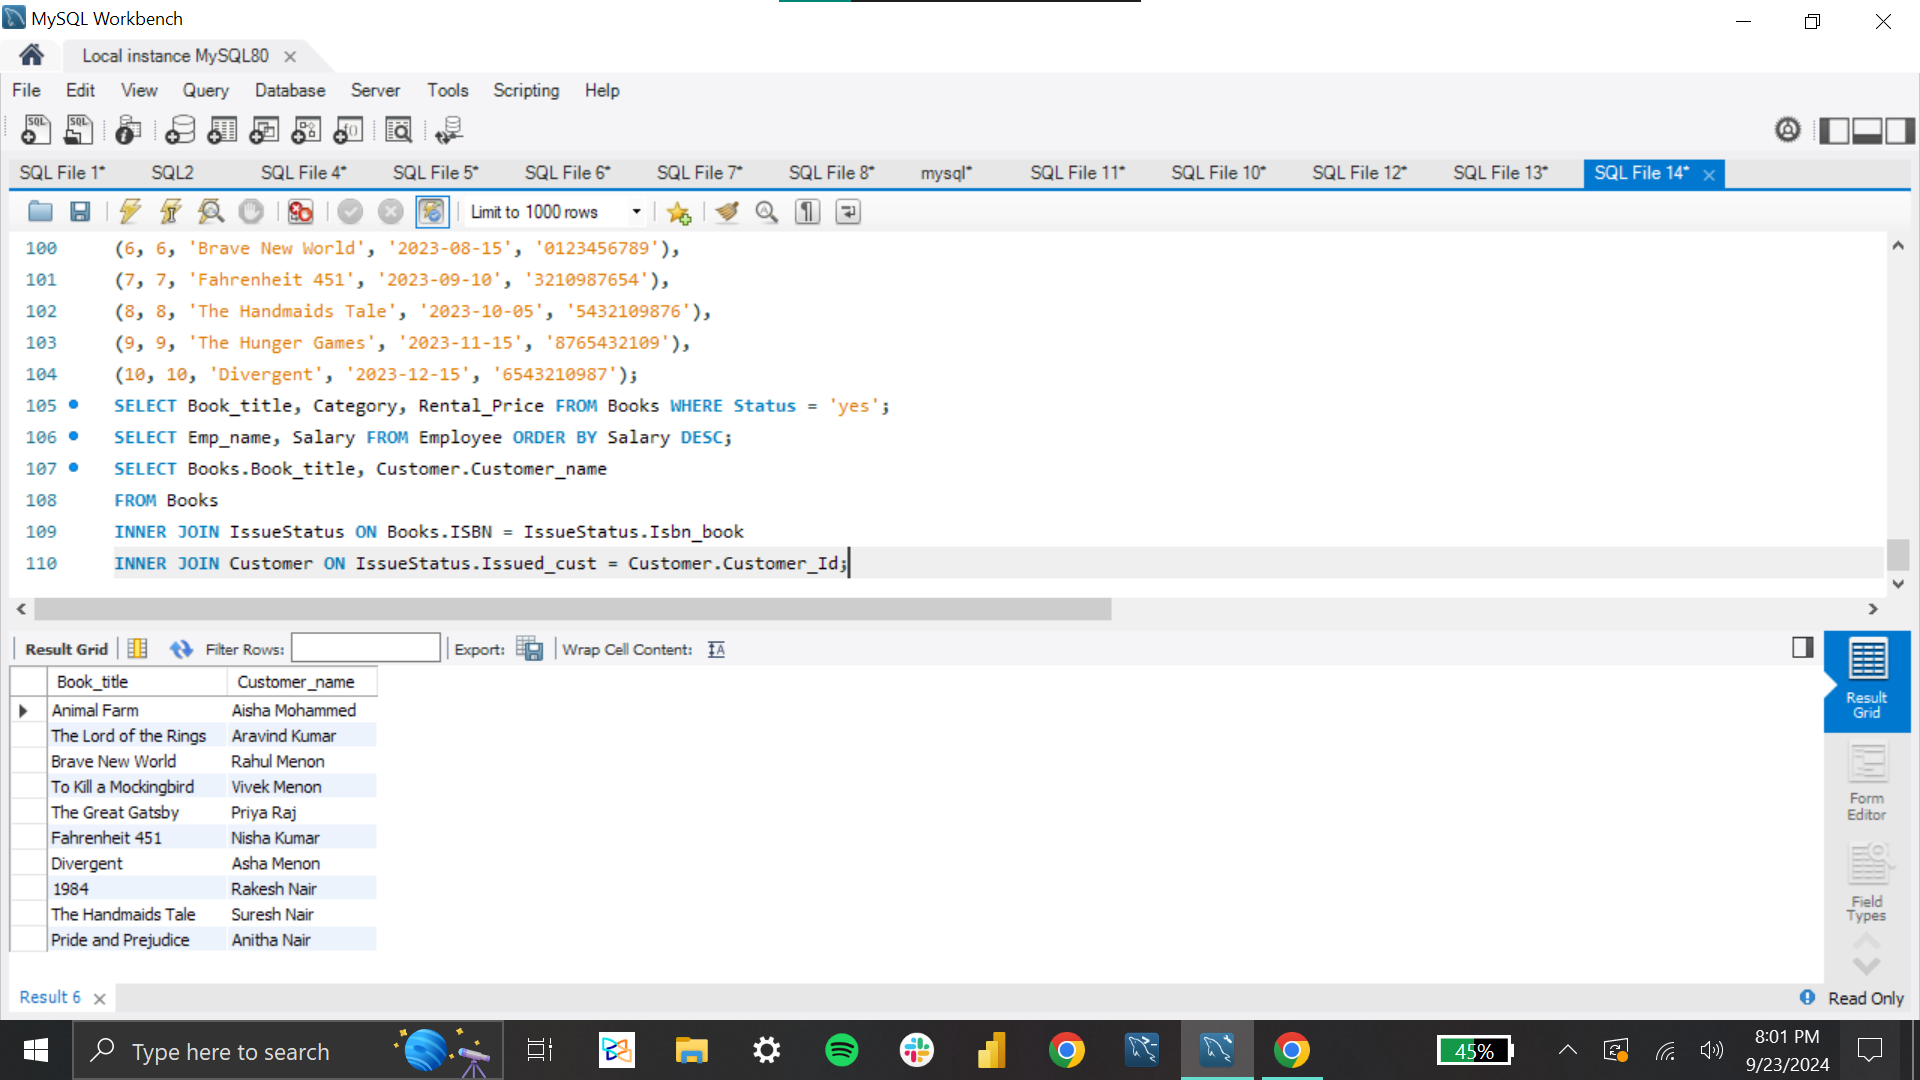 MySQL Workbench
Local instance MySQL80
File Edit View Query Database Server Tools Scripting Help
SQL File 1* SQL2 SQL File 4* SQL File 5* SQL File 6* SQL File 7* SQL File 8* mysql* SQL File 11* SQL File 10* SQL File 12* SQL File 13* SQL File 14*
Limit to 1000 rows
100 (6, 6, 'Brave New World', '2023-08-15', '0123456789'),
101 (7, 7, 'Fahrenheit 451', '2023-09-10', '3210987654'),
102 (8, 8, 'The Handmaids Tale', '2023-10-05', '5432109876'),
103 (9, 9, 'The Hunger Games', '2023-11-15', '8765432109'),
104 (10, 10, 'Divergent', '2023-12-15', '6543210987');
105 SELECT Book_title, Category, Rental_Price FROM Books WHERE Status = 'yes';
106 SELECT Emp_name, Salary FROM Employee ORDER BY Salary DESC;
107 SELECT Books.Book_title, Customer.Customer_name
108 FROM Books
109 INNER JOIN IssueStatus ON Books.ISBN = IssueStatus.Isbn_book
110 INNER JOIN Customer ON IssueStatus.Issued_cust = Customer.Customer_Id;
Result Grid Filter Rows: Export: Wrap Cell Content:
Book_title Customer_name
Animal Farm Aisha Mohammed
The Lord of the Rings Aravind Kumar
Brave New World Rahul Menon
To Kill a Mockingbird Vivek Menon
The Great Gatsby Priya Raj
Fahrenheit 451 Nisha Kumar
Divergent Asha Menon
1984 Rakesh Nair
The Handmaids Tale Suresh Nair
Pride and Prejudice Anitha Nair
Result
Grid
Form
Editor
Field
Types
Result 6 Read Only
Type here to search
45%
8:01 PM
9/23/2024